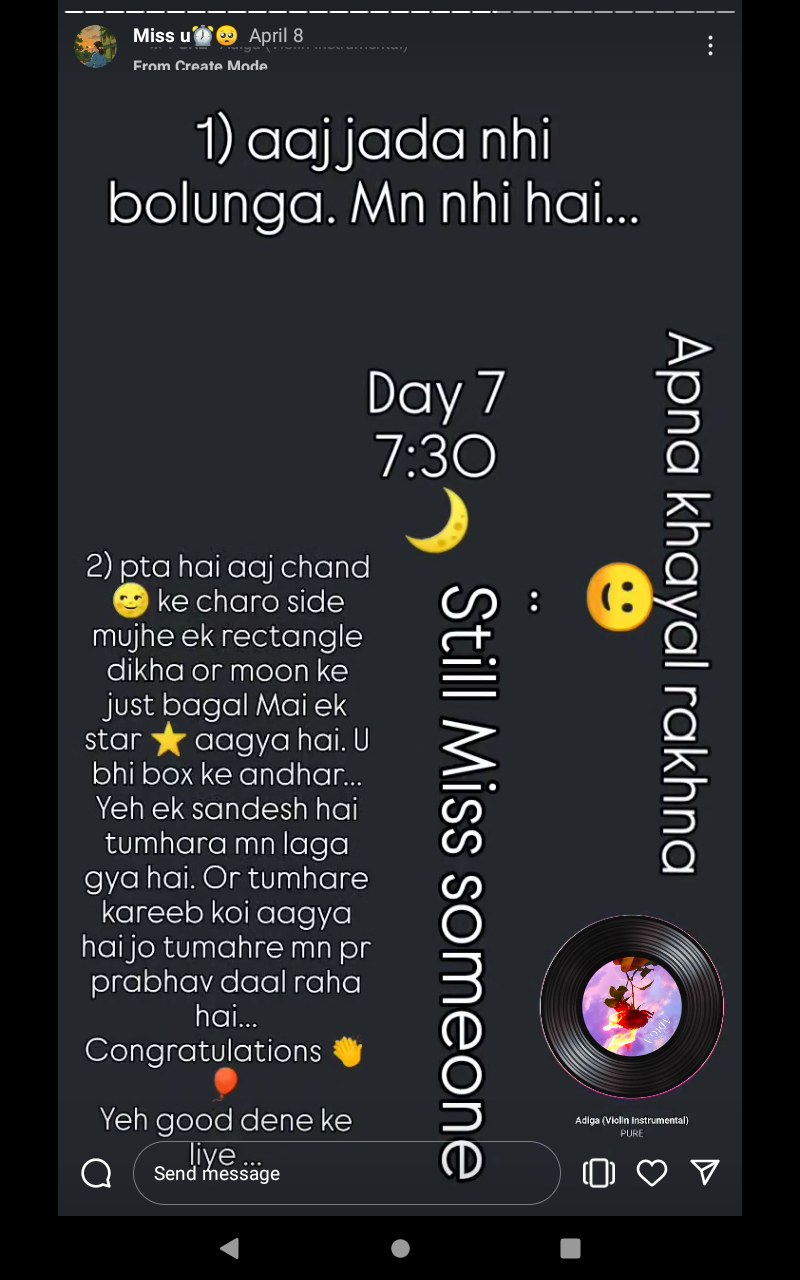 Miss u⏰🥺 April 8
From Create Mode
1) aaj jada nhi
bolunga. Mn nhi hai...
Day 7
7:30
🌙
Apna khayal rakhna
🙂
:
Still Miss someone
2) pta hai aaj chand
🌝 ke charo side
mujhe ek rectangle
dikha or moon ke
just bagal Mai ek
star ⭐ aagya hai. U
bhi box ke andhar...
Yeh ek sandesh hai
tumhara mn laga
gya hai. Or tumhare
kareeb koi aagya
hai jo tumahre mn pr
prabhav daal raha
hai...
Congratulations 👏
🎈
Yeh good dene ke
liye ...
ADIGA
Adiga (Violin Instrumental)
PURE
Send message